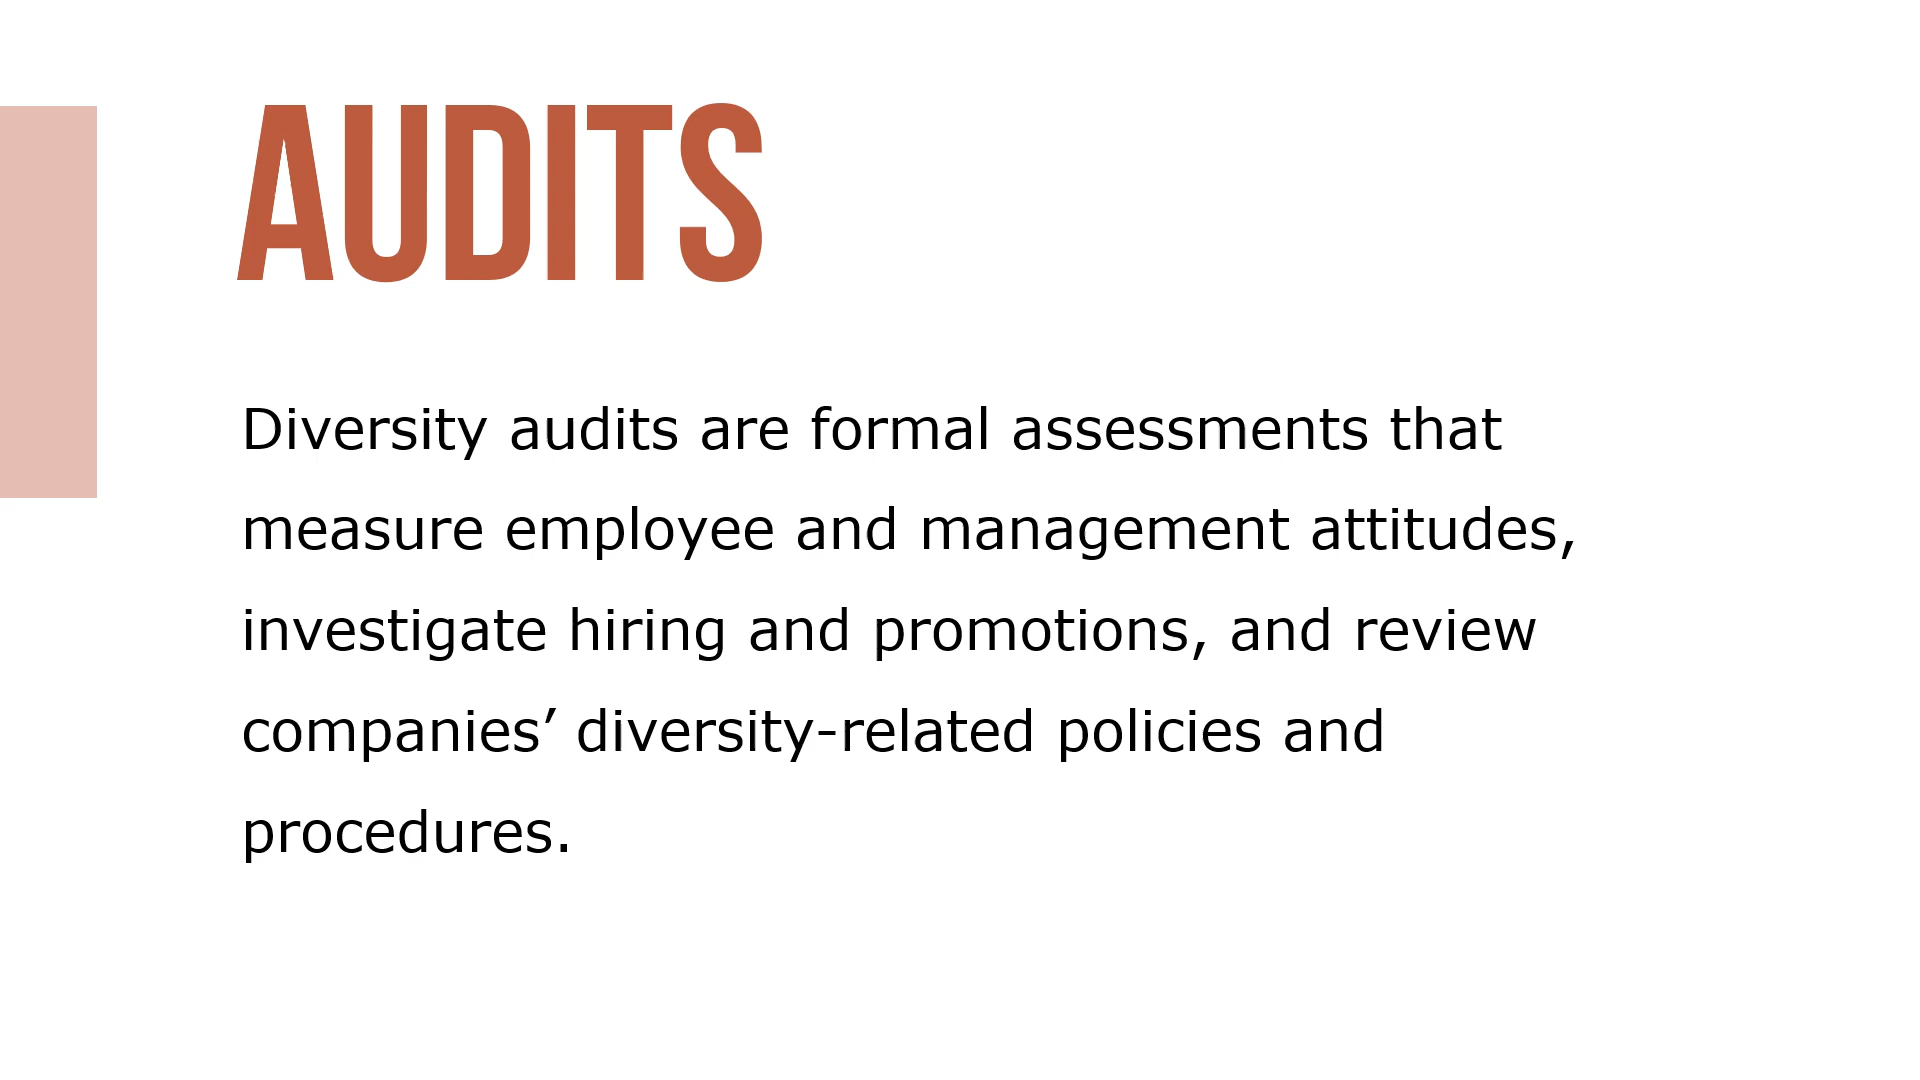 AUDITS
Diversity audits are formal assessments that
measure employee and management attitudes,
investigate hiring and promotions, and review
companies’ diversity-related policies and
procedures.